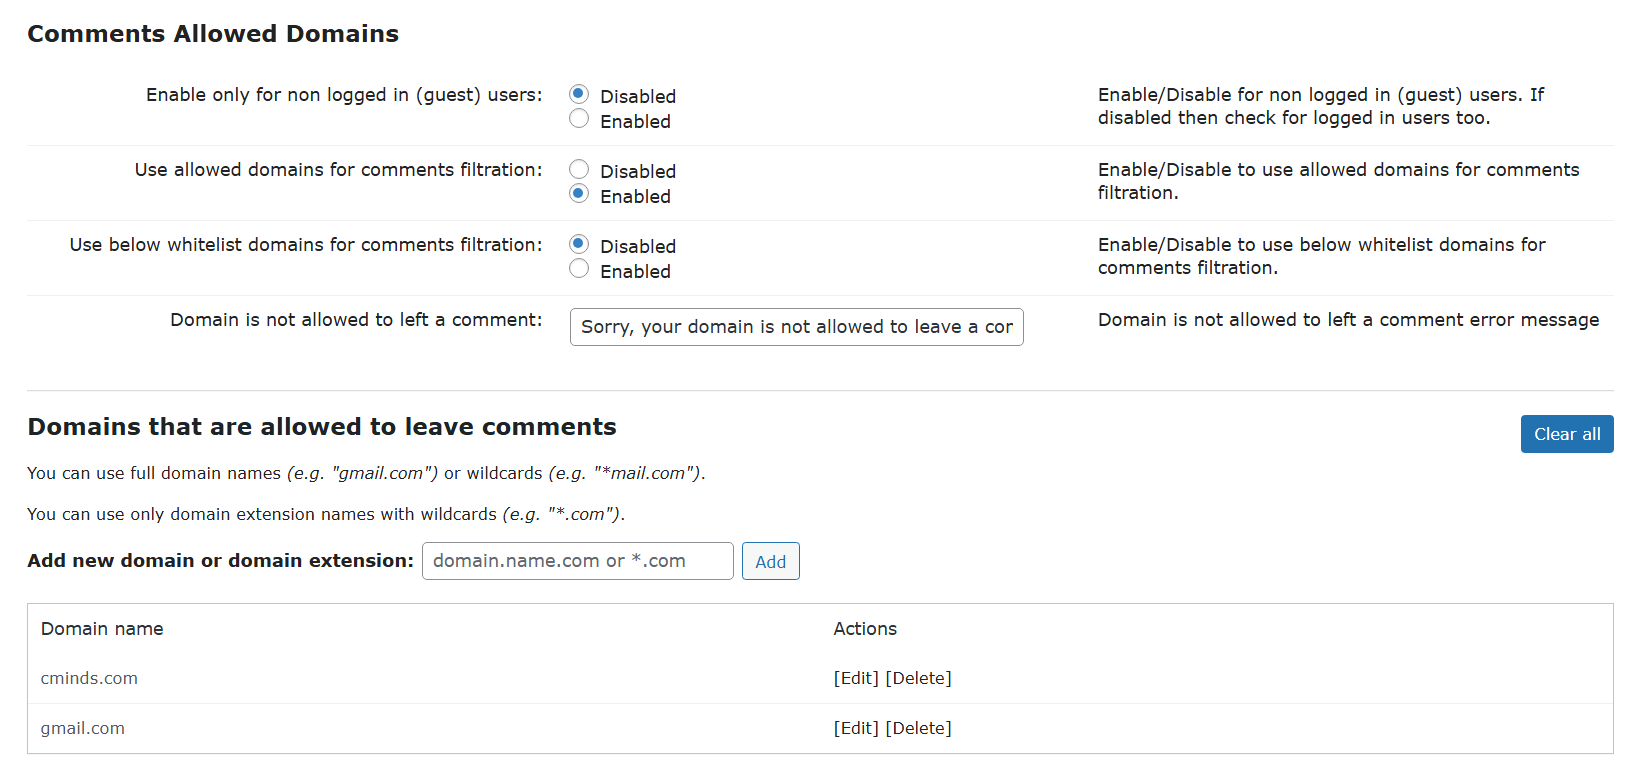 Comments Allowed Domains
Enable only for non logged in (guest) users:
Disabled
Enabled
Enable/Disable for non logged in (guest) users. If
disabled then check for logged in users too.
Use allowed domains for comments filtration:
Disabled
Enabled
Enable/Disable to use allowed domains for comments
filtration.
Use below whitelist domains for comments filtration:
Disabled
Enabled
Enable/Disable to use below whitelist domains for
comments filtration.
Domain is not allowed to left a comment:
Sorry, your domain is not allowed to leave a cor
Domain is not allowed to left a comment error message
Domains that are allowed to leave comments
Clear all
You can use full domain names (e.g. "gmail.com") or wildcards (e.g. "*mail.com").
You can use only domain extension names with wildcards (e.g. "*.com").
Add new domain or domain extension: domain.name.com or *.com Add
Domain name Actions
cminds.com [Edit] [Delete]
gmail.com [Edit] [Delete]